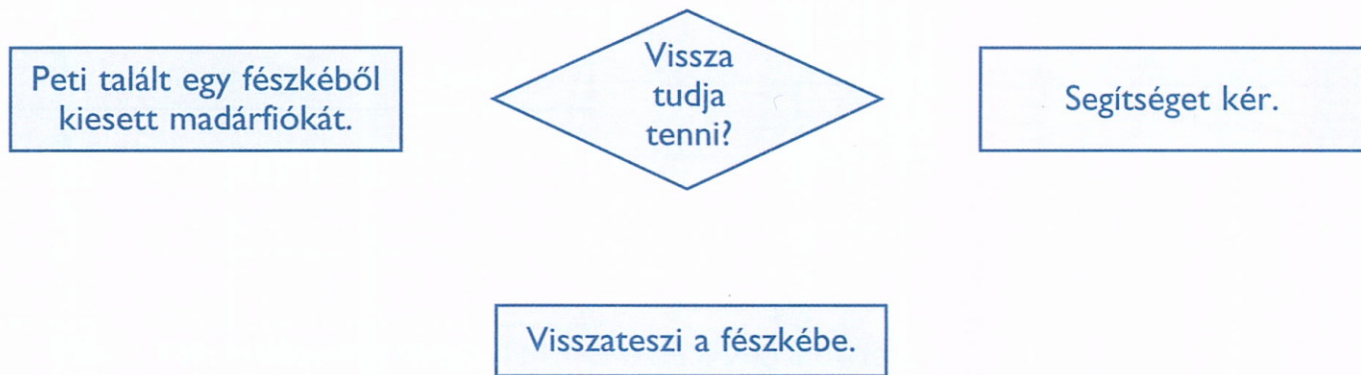 Peti talált egy fészkéből
kiesett madárfiókát.
Vissza
tudja
tenni?
Segítséget kér.
Visszateszi a fészkébe.